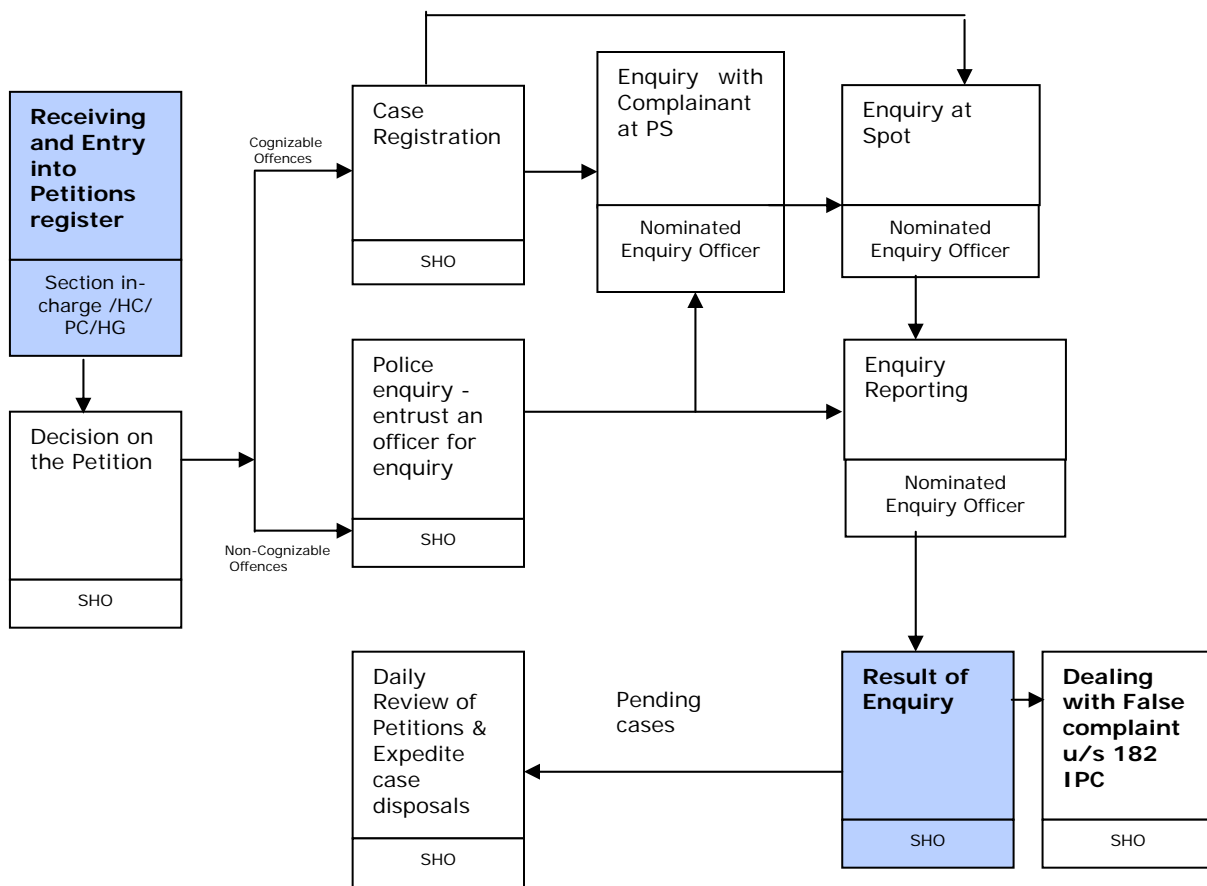 Receiving
and Entry
into
Petitions
register
Section in-
charge /HC/
PC/HG
Decision on
the Petition
SHO
Cognizable
Offences
Non-Cognizable
Offences
Case
Registration
SHO
Police
enquiry -
entrust an
officer for
enquiry
SHO
Enquiry with
Complainant
at PS
Nominated
Enquiry Officer
Enquiry at
Spot
Nominated
Enquiry Officer
Enquiry
Reporting
Nominated
Enquiry Officer
Result of
Enquiry
SHO
Dealing
with False
complaint
u/s 182
IPC
SHO
Pending
cases
Daily
Review of
Petitions &
Expedite
case
disposals
SHO